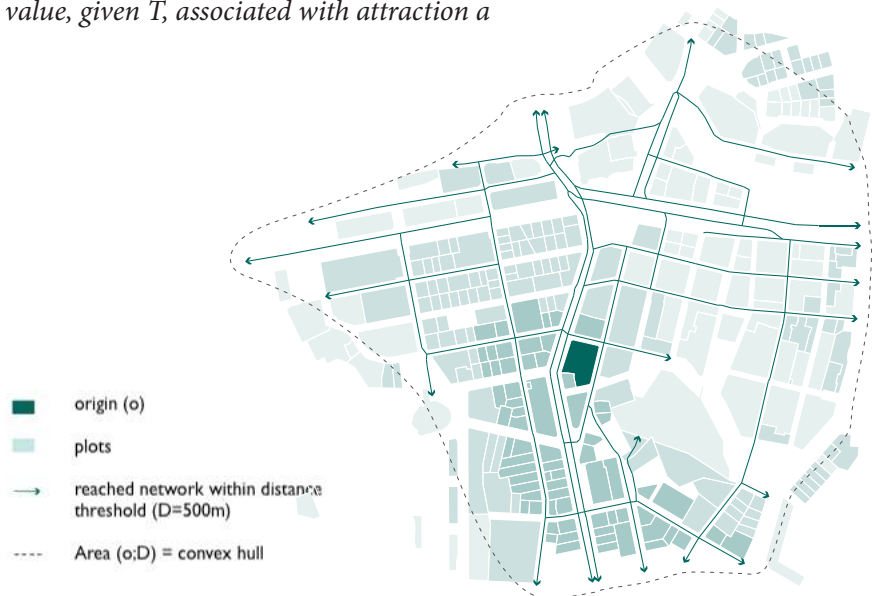 value, given T, associated with attraction a
origin (o)
plots
reached network within distance
threshold (D=500m)
Area (o;D) = convex hull